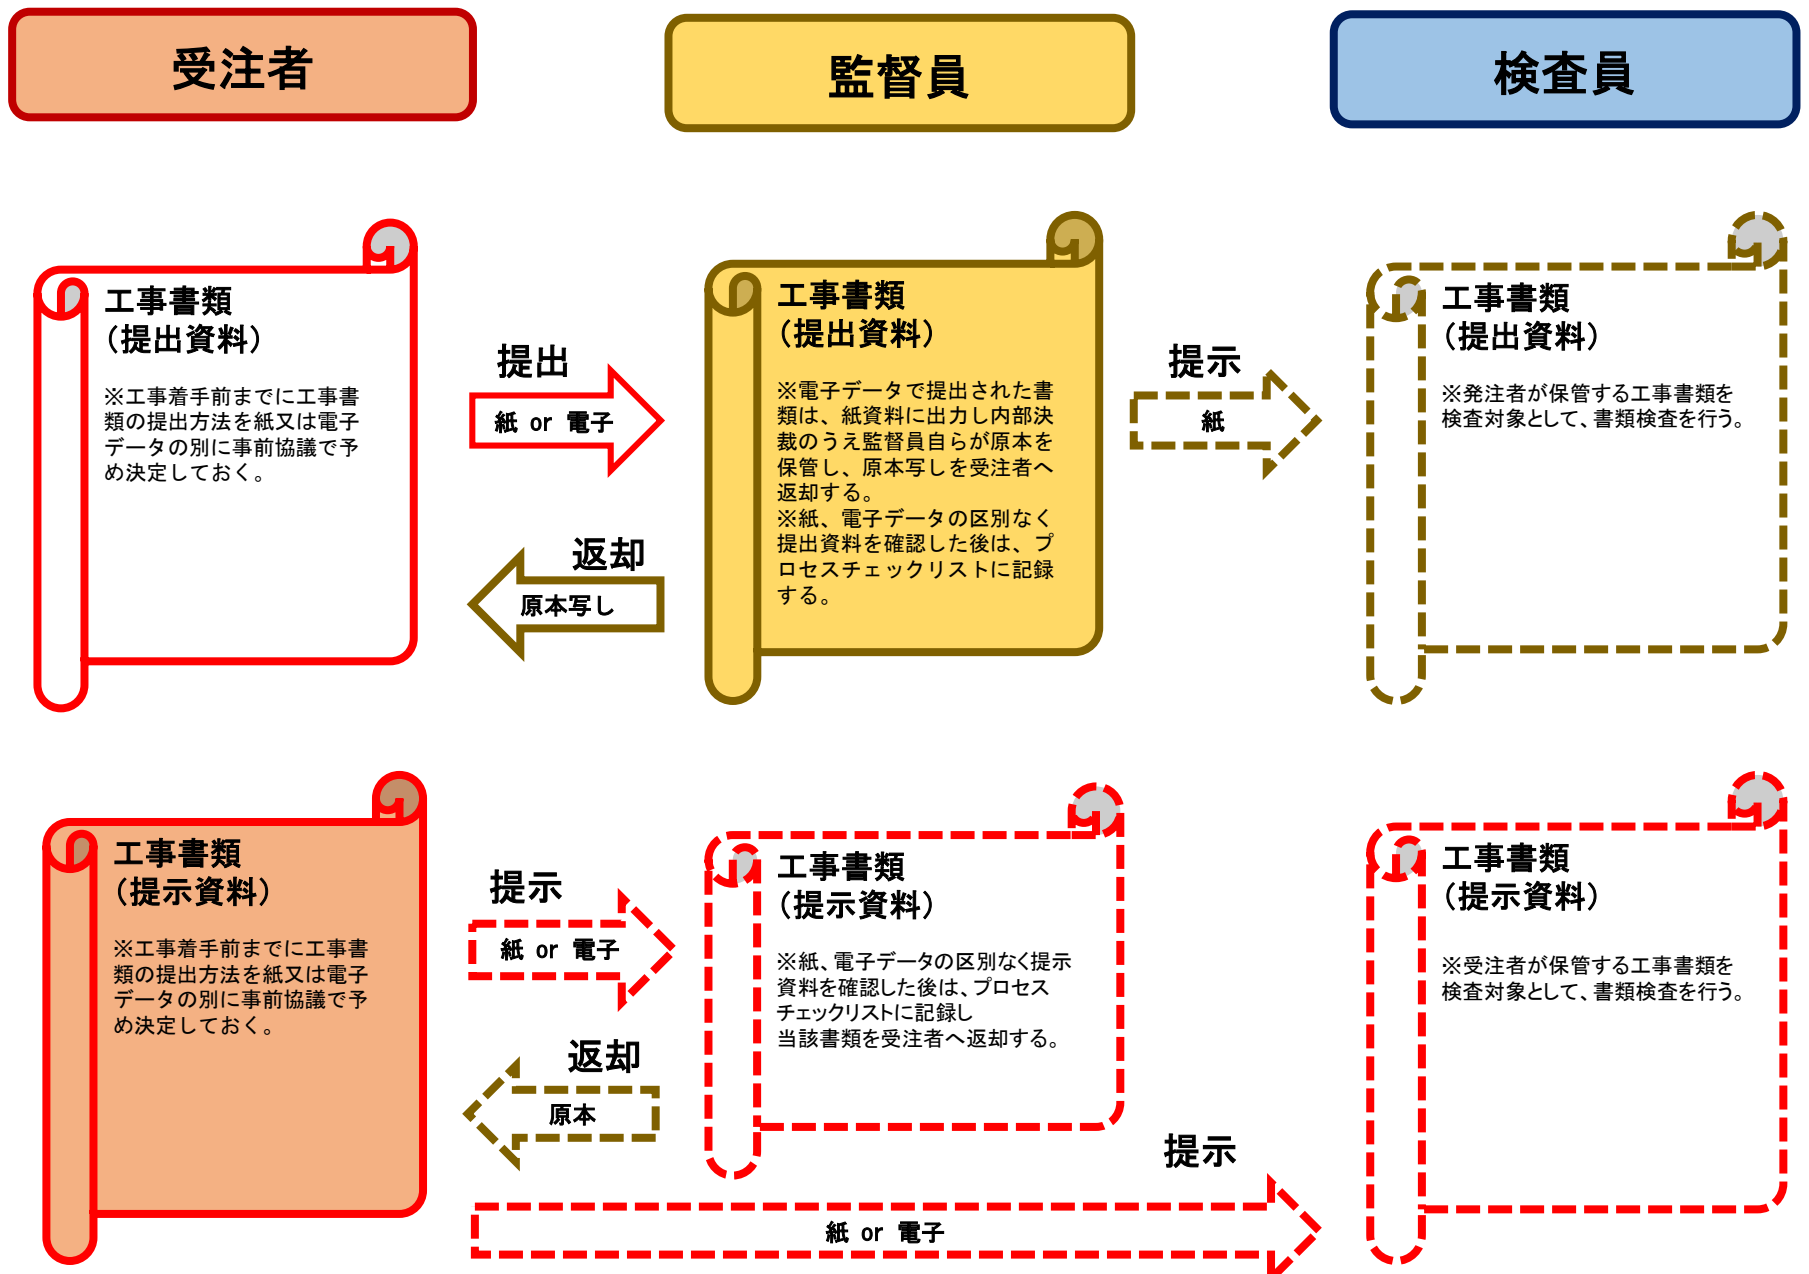 受注者
監督員
検査員
工事書類
（提出資料）
※工事着手前までに工事書
類の提出方法を紙又は電子
データの別に事前協議で予
め決定しておく。
提出
紙 or 電子
返却
原本写し
工事書類
（提出資料）
※電子データで提出された書
類は、紙資料に出力し内部決
裁のうえ監督員自らが原本を
保管し、原本写しを受注者へ
返却する。
※紙、電子データの区別なく
提出資料を確認した後は、プ
ロセスチェックリストに記録
する。
提示
紙
工事書類
（提出資料）
※発注者が保管する工事書類を
検査対象として、書類検査を行う。
工事書類
（提示資料）
※工事着手前までに工事書
類の提出方法を紙又は電子
データの別に事前協議で予
め決定しておく。
提示
紙 or 電子
返却
原本
工事書類
（提示資料）
※紙、電子データの区別なく提示
資料を確認した後は、プロセス
チェックリストに記録し
当該書類を受注者へ返却する。
提示
紙 or 電子
工事書類
（提示資料）
※受注者が保管する工事書類を
検査対象として、書類検査を行う。